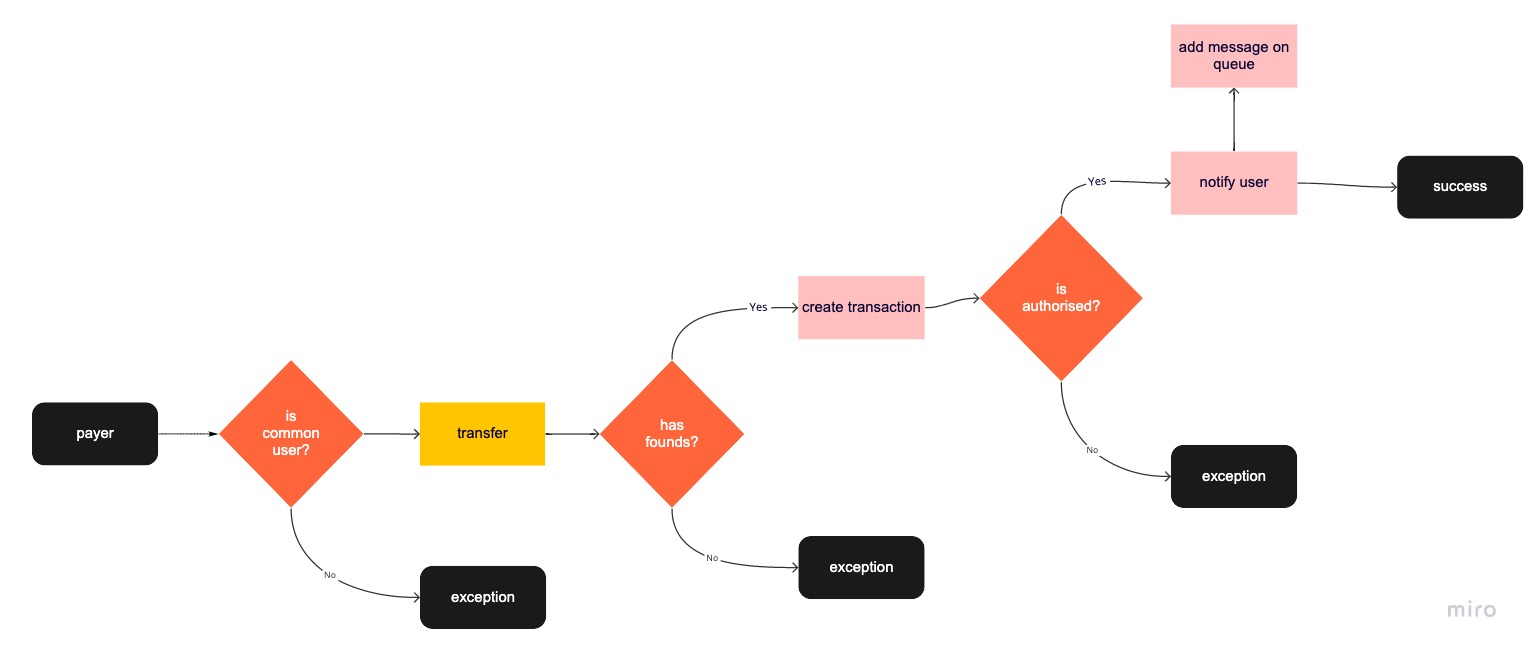 add message on
queue
Yes
notify user
success
is
authorised?
Yes
create transaction
payer
is
common
user?
transfer
has
founds?
No
exception
No
exception
No
exception
miro